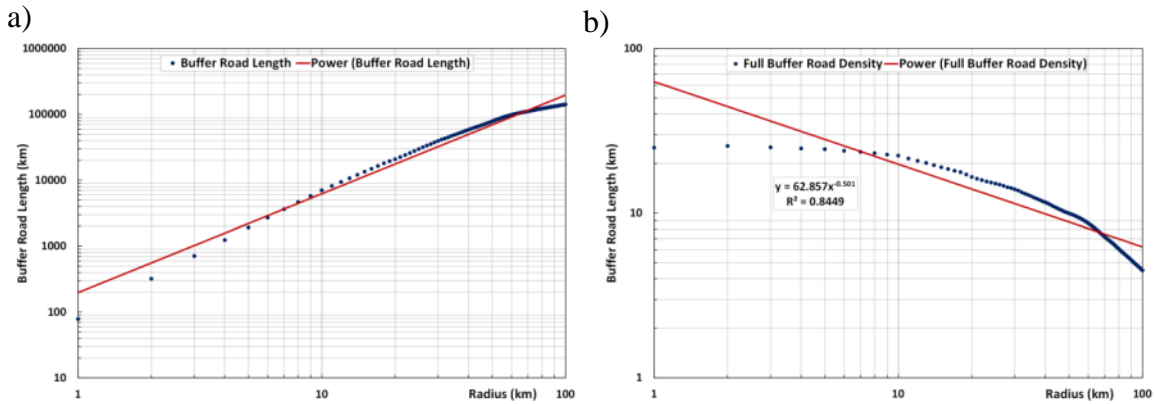 a)
1000000
100000
10000
1000
100
10
Buffer Road Length (km)
Buffer Road Length
Power (Buffer Road Length)
1
10
Radius (km)
100
b)
100
10
1
Buffer Road Length (km)
Full Buffer Road Density
Power (Full Buffer Road Density)
y = 62.857x^-0.501
R² = 0.8449
1
10
Radius (km)
100